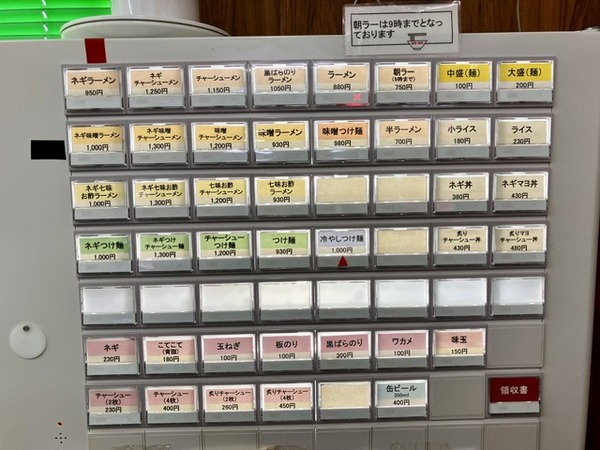 朝ラーは9時までとなっ
ております
ネギラーメン
950円
ネギ
チャーシューメン
1,250円
チャーシューメン
1,150円
黒ばらのり
ラーメン
1050円
ラーメン
880円
朝ラー
(9時まで)
750円
中盛(麺)
100円
大盛(麺)
200円
ネギ味噌ラーメン
1,000円
ネギ味噌
チャーシューメン
1,300円
味噌
チャーシューメン
1,200円
味噌ラーメン
930円
味噌つけ麺
980円
半ラーメン
700円
小ライス
180円
ライス
230円
ネギ七味
お酢ラーメン
1,000円
ネギ七味お酢
チャーシューメン
1,300円
七味お酢
チャーシューメン
1,200円
七味お酢
ラーメン
930円
ネギ丼
380円
ネギマヨ丼
430円
ネギつけ麺
1,000円
ネギつけ
チャーシュー麺
1,300円
チャーシュー
つけ麺
1,200円
つけ麺
930円
冷やしつけ麺
1,000円
炙り
チャーシュー丼
430円
炙りマヨ
チャーシュー丼
480円
ネギ
230円
こてこて
(背脂)
180円
玉ねぎ
100円
板のり
100円
黒ばらのり
300円
ワカメ
100円
味玉
150円
チャーシュー
(2枚)
230円
チャーシュー
(4枚)
400円
炙りチャーシュー
(2枚)
260円
炙りチャーシュー
(4枚)
450円
缶ビール
350ml
400円
領収書